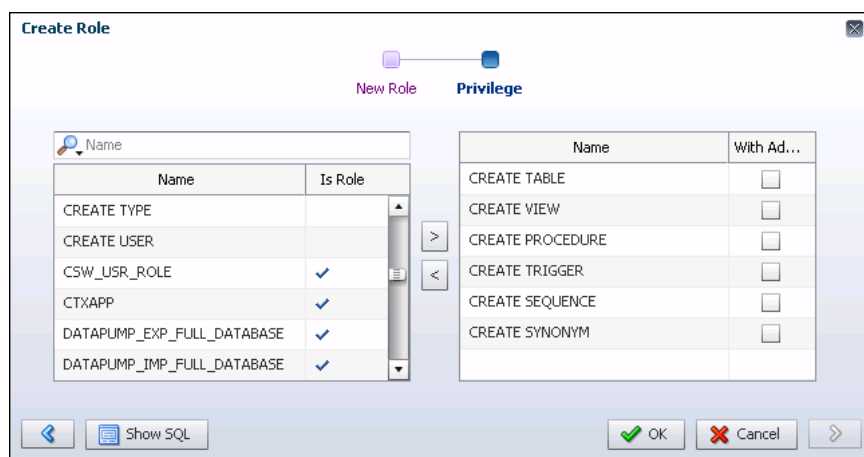 Create Role
New Role
Privilege
Name
Name Is Role
CREATE TYPE
CREATE USER
CSW_USR_ROLE
CTXAPP
DATAPUMP_EXP_FULL_DATABASE
DATAPUMP_IMP_FULL_DATABASE
>
<
Name With Ad...
CREATE TABLE
CREATE VIEW
CREATE PROCEDURE
CREATE TRIGGER
CREATE SEQUENCE
CREATE SYNONYM
Show SQL
OK
Cancel